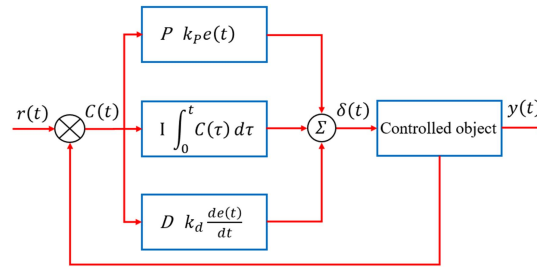 P k_P e(t)
r(t)
C(t)
I ∫_0^t C(τ) dτ
Σ
δ(t)
Controlled object
y(t)
D k_d de(t)/dt